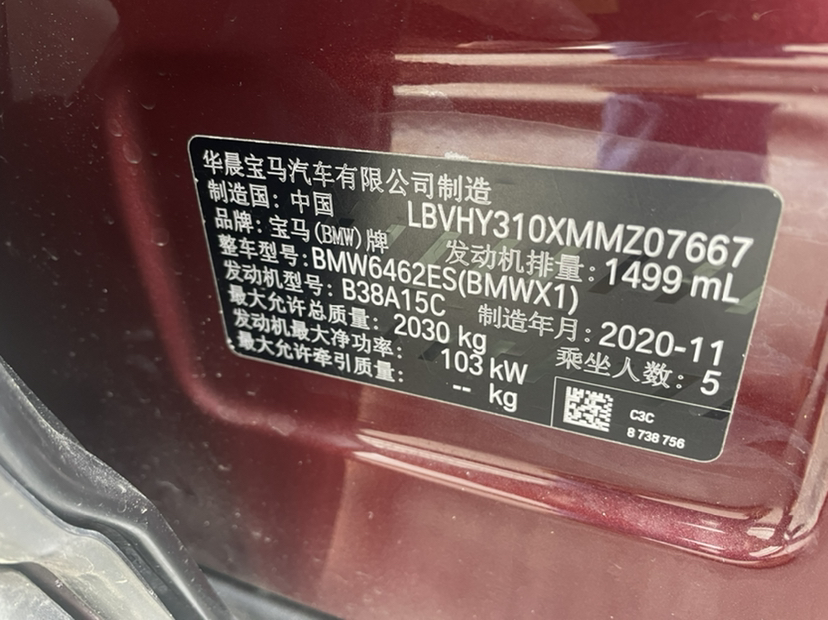 华晨宝马汽车有限公司制造
制造国：中国 LBVHY310XMMZ07667
品牌：宝马(BMW)牌 发动机排量：1499 mL
整车型号：BMW6462ES(BMWX1)
发动机型号：B38A15C 制造年月：2020-11
最大允许总质量：2030 kg 乘坐人数：5
发动机最大净功率：103 kW
最大允许牵引质量：-- kg
C3C
8 738 756